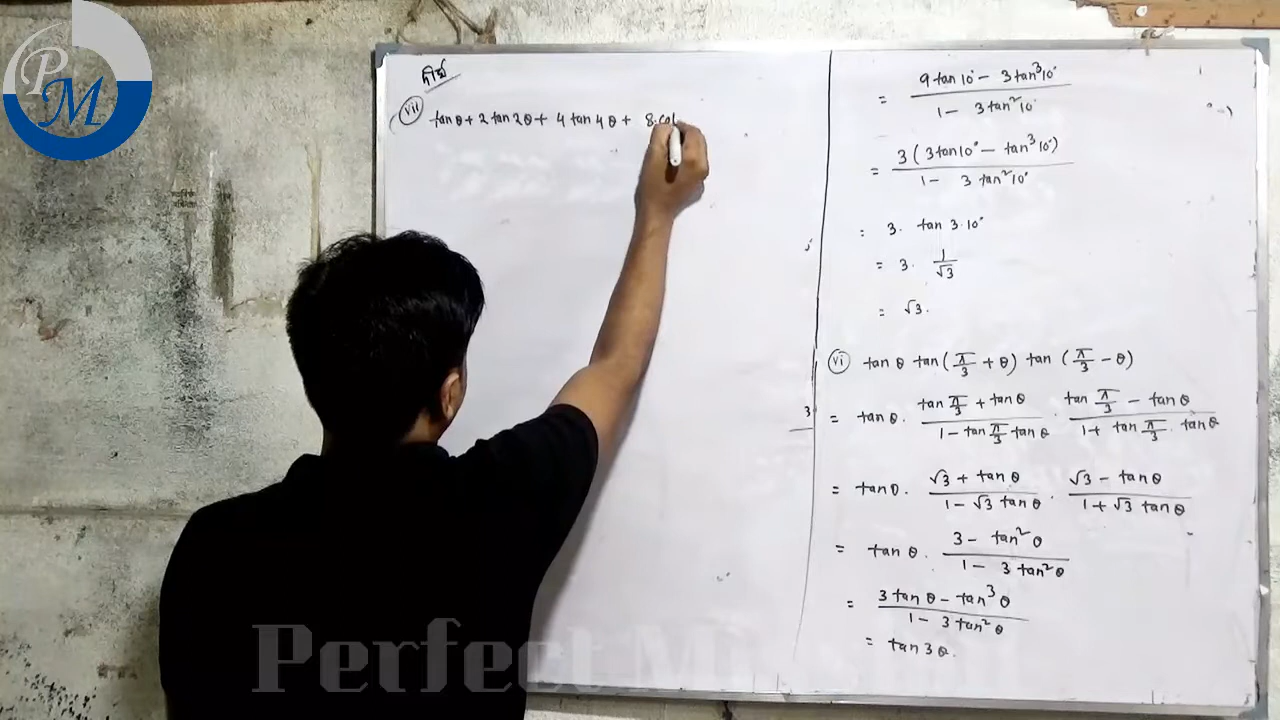 PM
দীর্ঘ
(vii) tan θ + 2 tan 2θ + 4 tan 4θ + 8.cot
= 9 tan 10° − 3 tan³10° / 1 − 3 tan²10°
= 3 ( 3 tan 10° − tan³ 10° ) / 1 − 3 tan²10°
= 3. tan 3.10°
= 3. 1/√3
= √3.
(vi) tan θ tan (π/3 + θ) tan (π/3 − θ)
= tan θ. tan π/3 + tan θ / 1 − tan π/3 tan θ . tan π/3 − tan θ / 1 + tan π/3 . tan θ
= tan θ. √3 + tan θ / 1 − √3 tan θ . √3 − tan θ / 1 + √3 tan θ
= tan θ. 3 − tan² θ / 1 − 3 tan² θ
= 3 tan θ − tan³ θ / 1 − 3 tan² θ
= tan 3θ.
Perfect